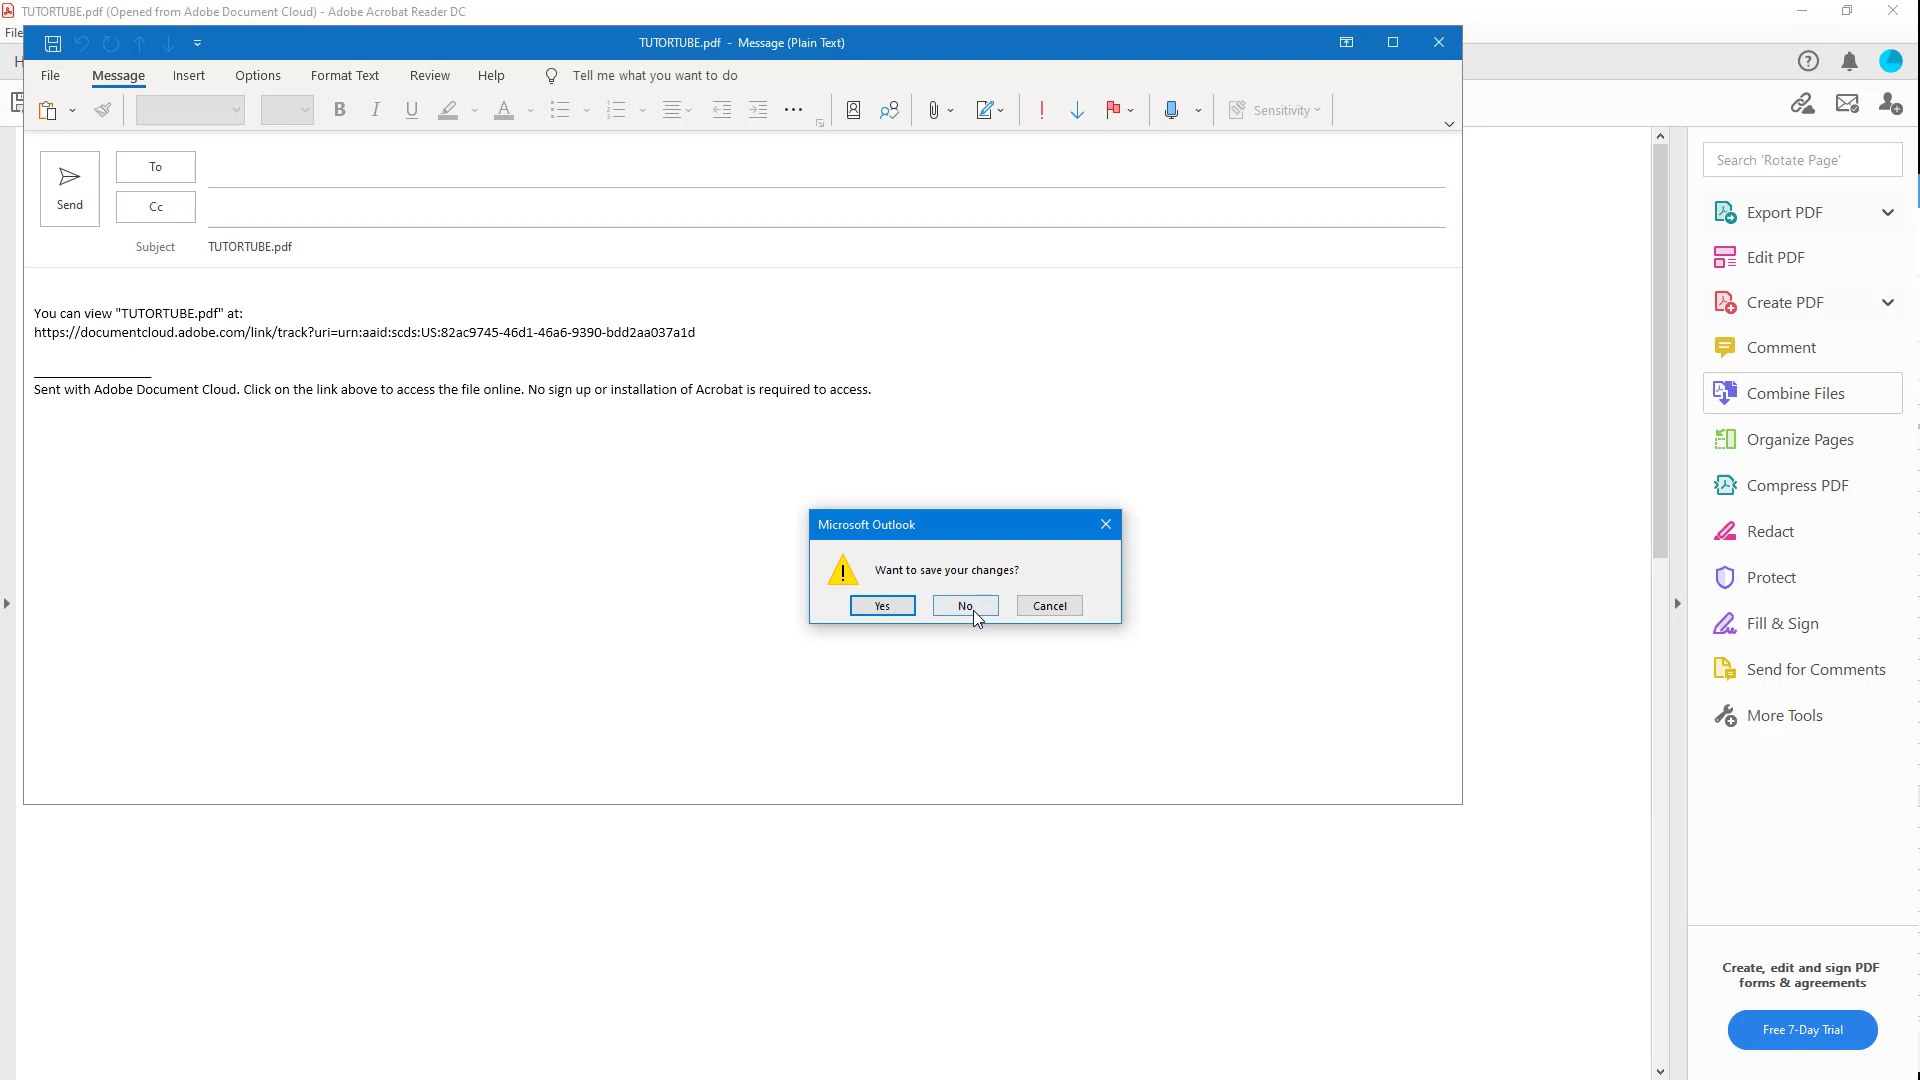 TUTORTUBE.pdf (Opened from Adobe Document Cloud) - Adobe Acrobat Reader DC
File
TUTORTUBE.pdf - Message (Plain Text)
File Message Insert Options Format Text Review Help Tell me what you want to do
B I U A Sensitivity
Send
To
Cc
Subject TUTORTUBE.pdf
You can view "TUTORTUBE.pdf" at:
https://documentcloud.adobe.com/link/track?uri=urn:aaid:scds:US:82ac9745-46d1-46a6-9390-bdd2aa037a1d
Sent with Adobe Document Cloud. Click on the link above to access the file online. No sign up or installation of Acrobat is required to access.
Microsoft Outlook
Want to save your changes?
Yes No Cancel
Search 'Rotate Page'
Export PDF
Edit PDF
Create PDF
Comment
Combine Files
Organize Pages
Compress PDF
Redact
Protect
Fill & Sign
Send for Comments
More Tools
Create, edit and sign PDF
forms & agreements
Free 7-Day Trial